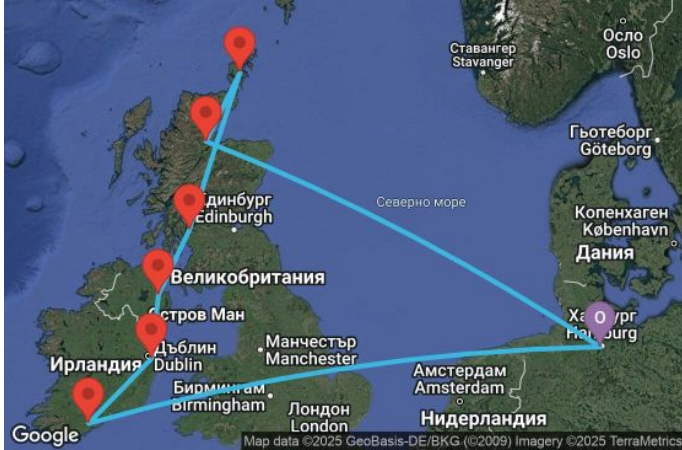 Осло
Oslo
Ставангер
Stavanger
Гьотеборг
Göteborg
Единбург
Edinburgh
Северно море
Копенхаген
København
Дания
Великобритания
Остров Ман
О
Hamburg
Дъблин
Dublin
Ирландия
Манчестър
Manchester
Амстердам
Amsterdam
Бирмингам
Birmingham
Лондон
London
Нидерландия
Google
Map data ©2025 GeoBasis-DE/BKG (©2009) Imagery ©2025 TerraMetrics